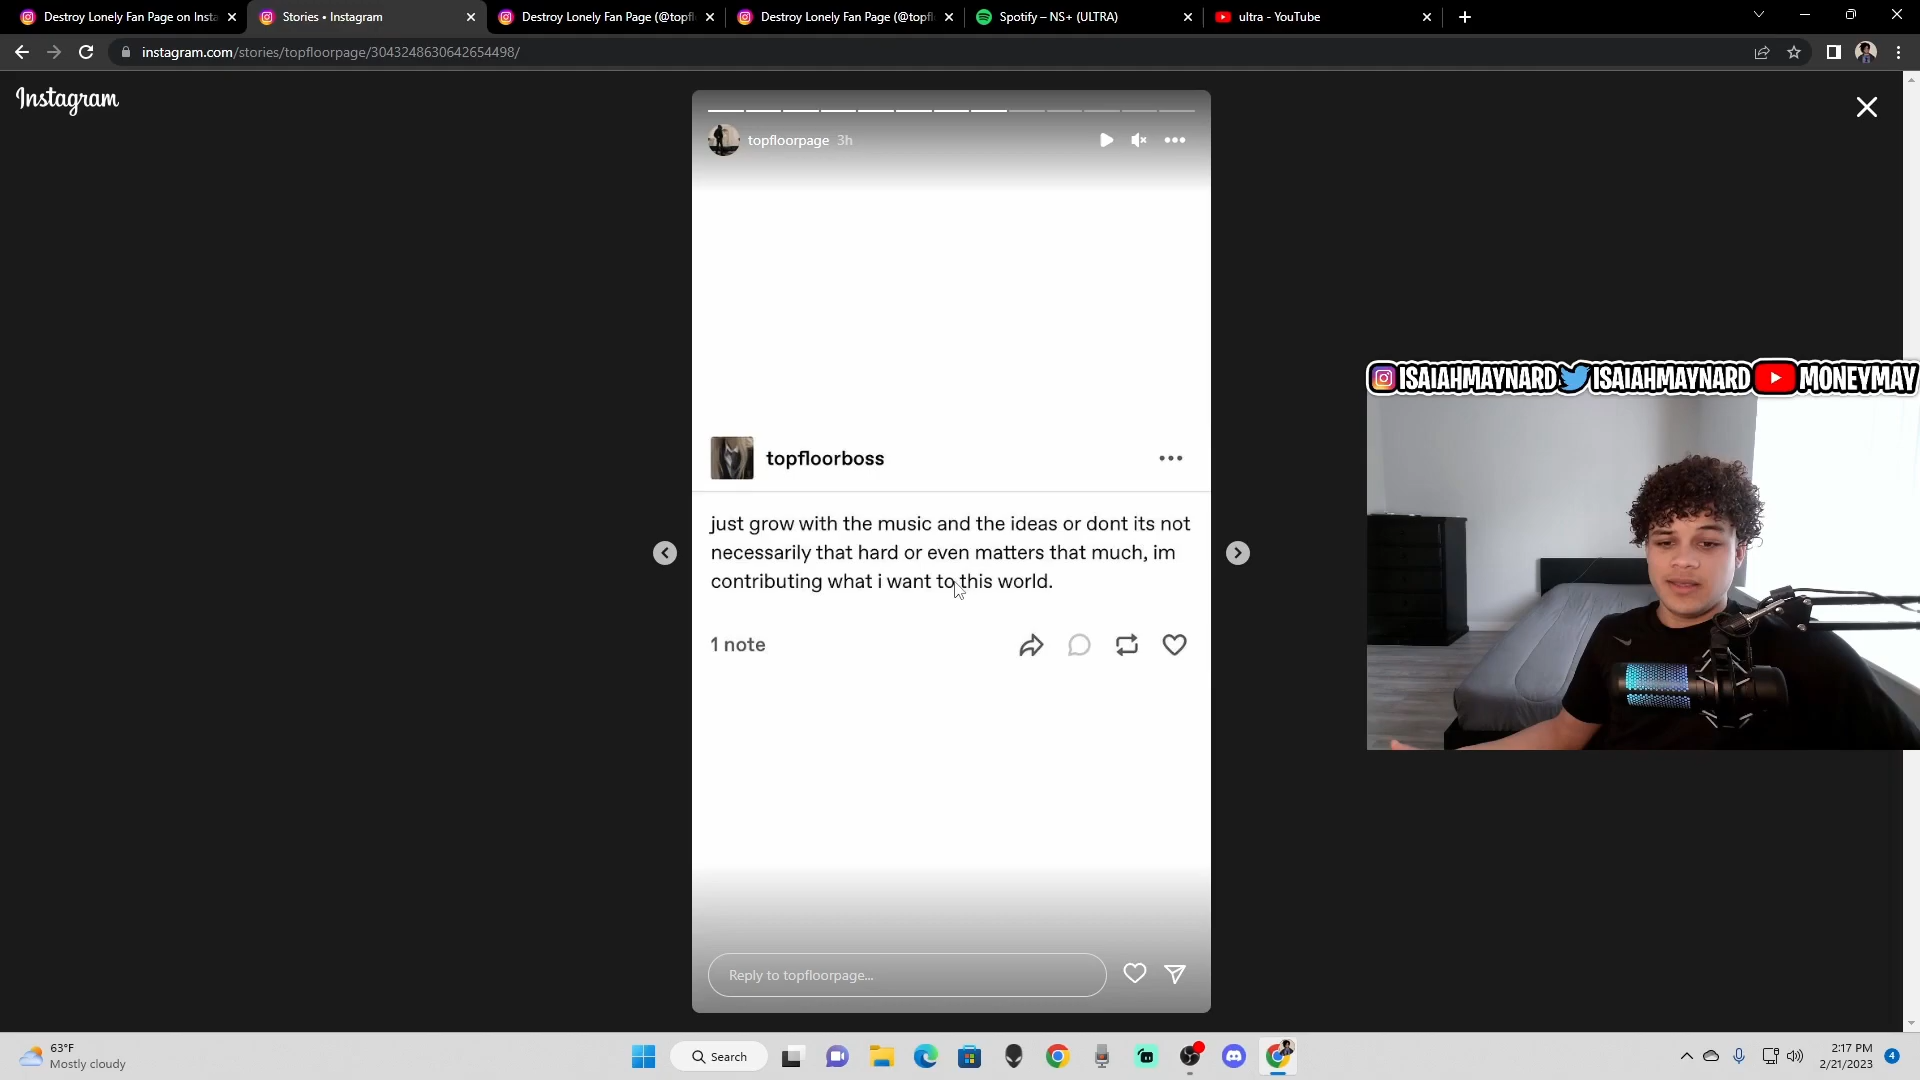 Destroy Lonely Fan Page on Insta
Stories • Instagram
Destroy Lonely Fan Page (@topfl
Destroy Lonely Fan Page (@topfl
Spotify – NS+ (ULTRA)
ultra - YouTube
instagram.com/stories/topfloorpage/3043248630642654498/
Instagram
topfloorpage 3h
topfloorboss
just grow with the music and the ideas or dont its not
necessarily that hard or even matters that much, im
contributing what i want to this world.
1 note
Reply to topfloorpage...
ISAIAHMAYNARD ISAIAHMAYNARD MONEYMAY
63°F
Mostly cloudy
Search
2:17 PM
2/21/2023
4